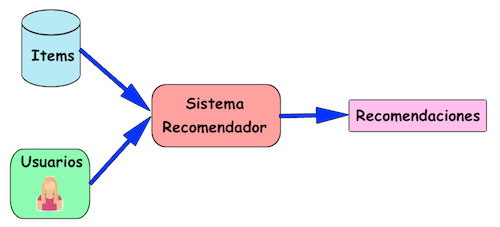 Items
Sistema
Recomendador
Recomendaciones
Usuarios